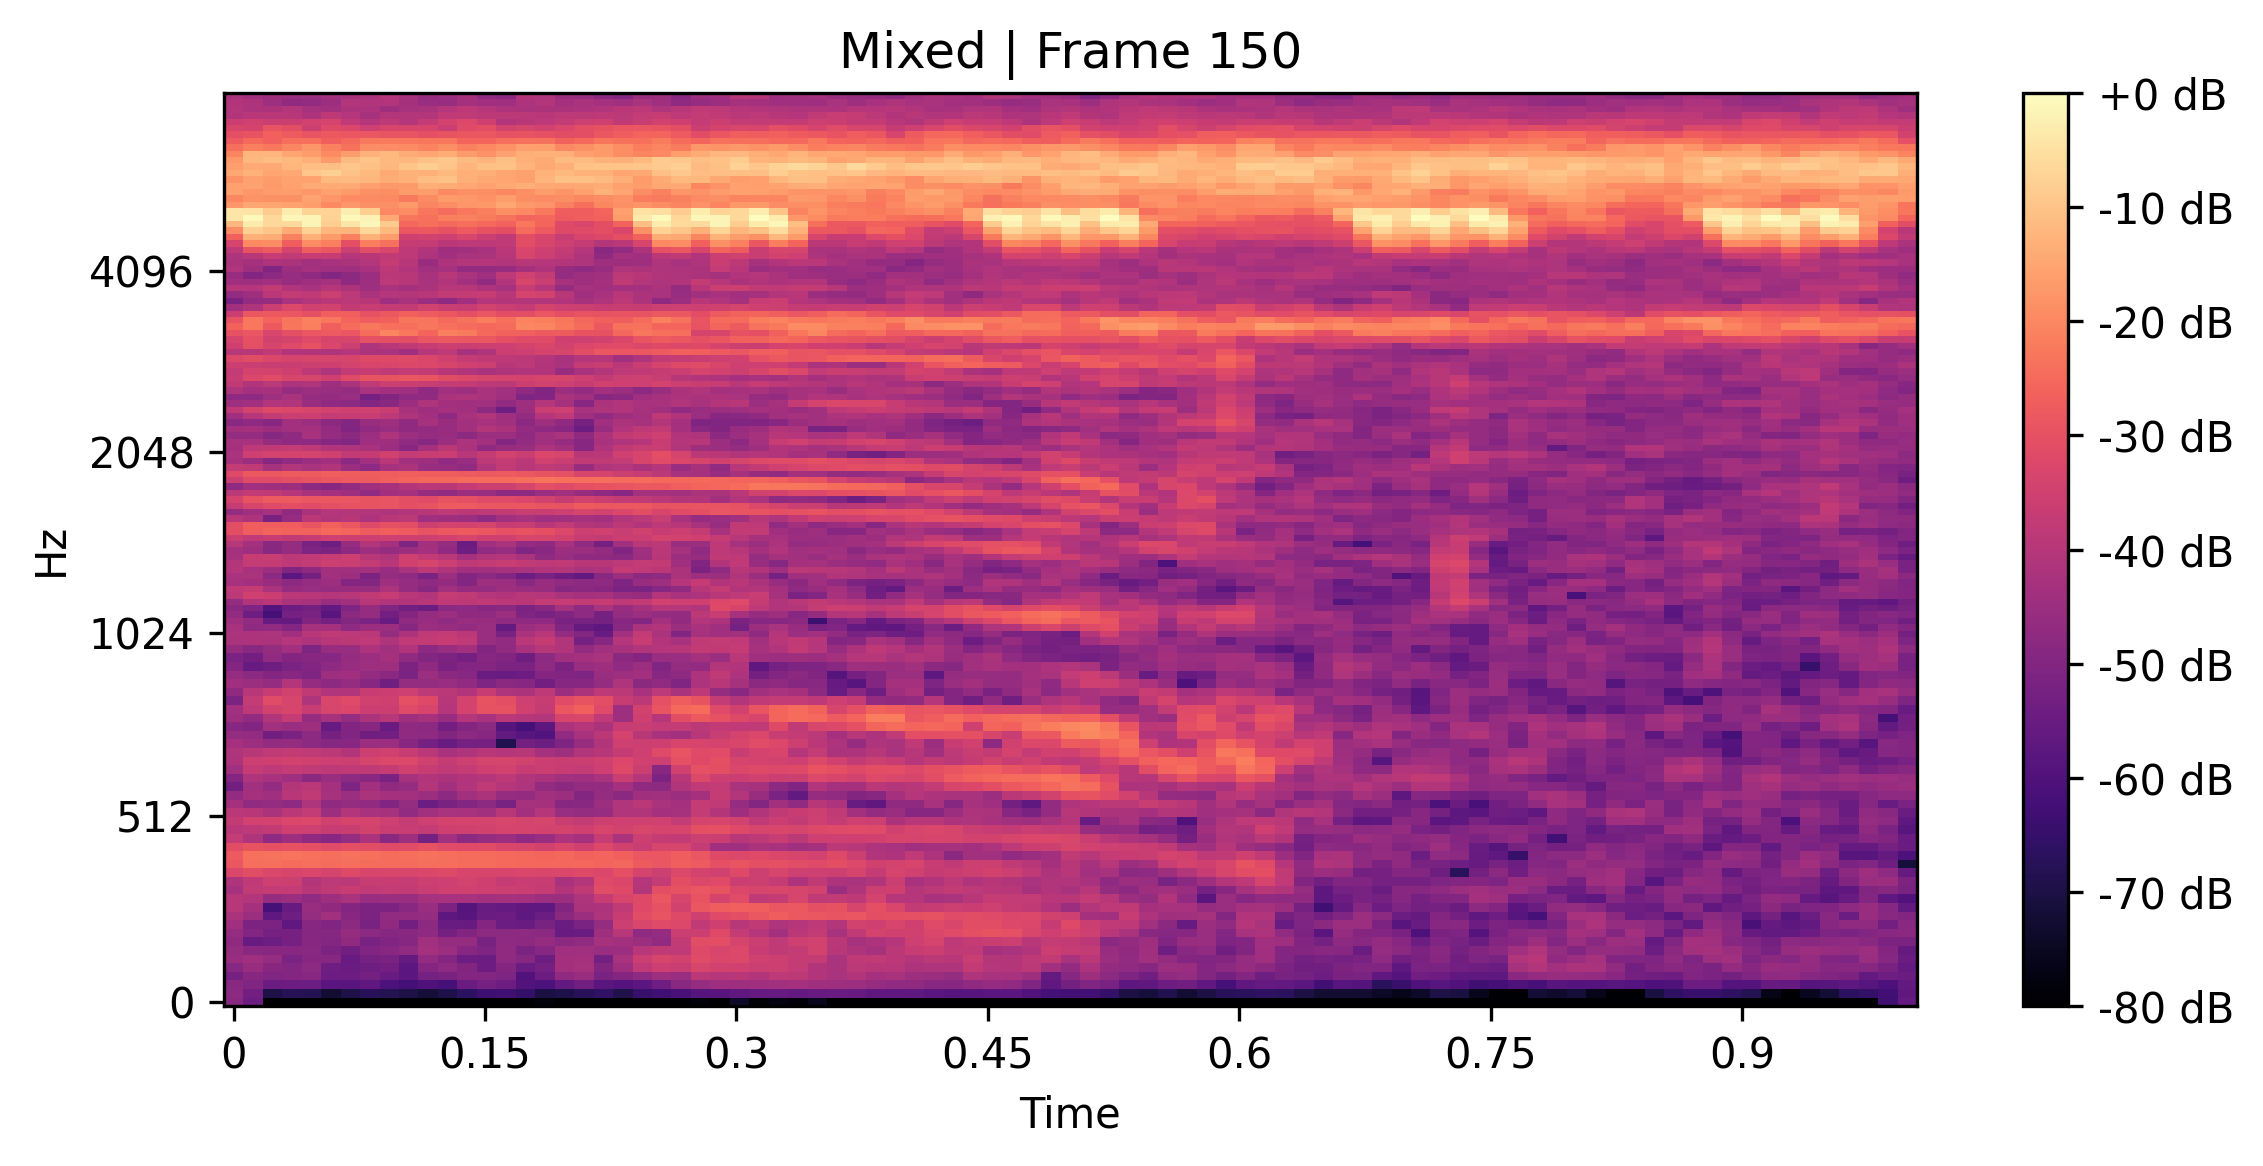 Mixed | Frame 150
+0 dB
-10 dB
-20 dB
-30 dB
-40 dB
-50 dB
-60 dB
-70 dB
-80 dB
Hz
4096
2048
1024
512
0
0 0.15 0.3 0.45 0.6 0.75 0.9
Time